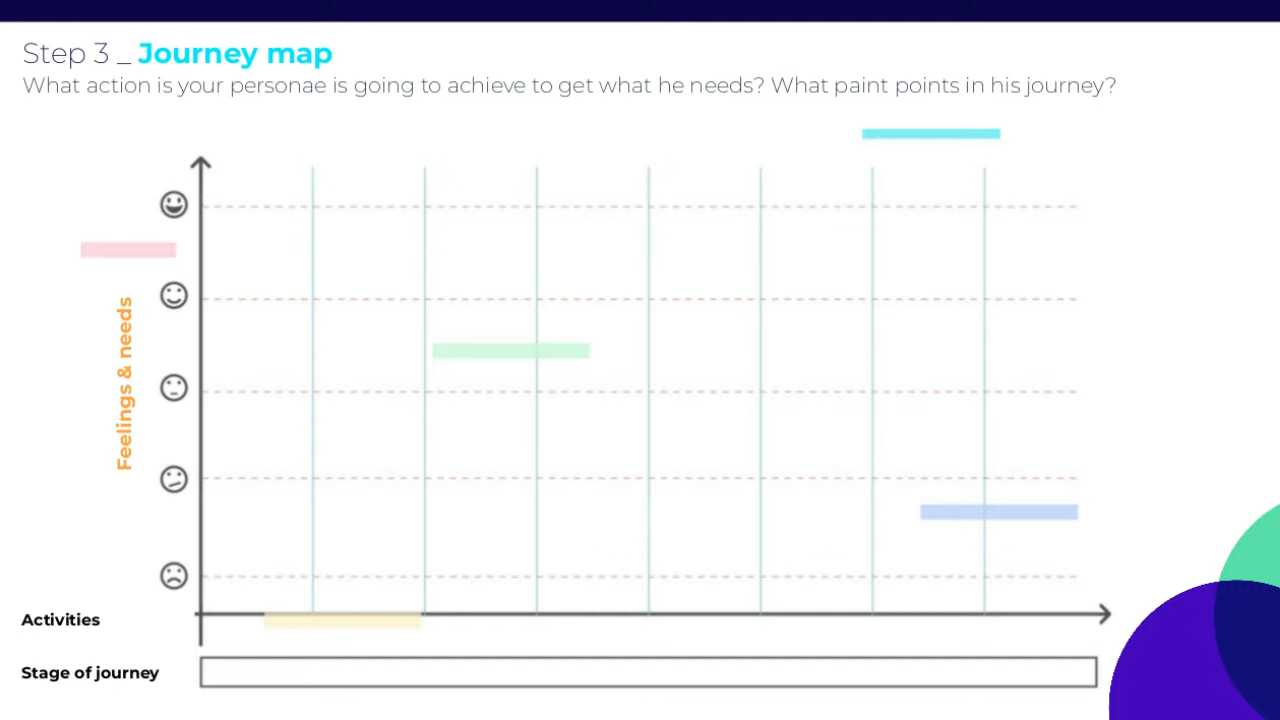 Step 3 _ Journey map
What action is your personae is going to achieve to get what he needs? What paint points in his journey?
Feelings & needs
Activities
Stage of journey